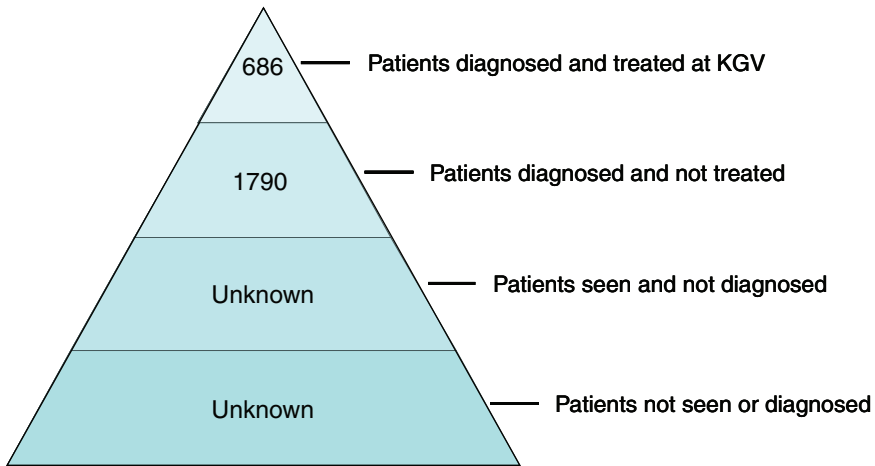 686
Patients diagnosed and treated at KGV
1790
Patients diagnosed and not treated
Unknown
Patients seen and not diagnosed
Unknown
Patients not seen or diagnosed